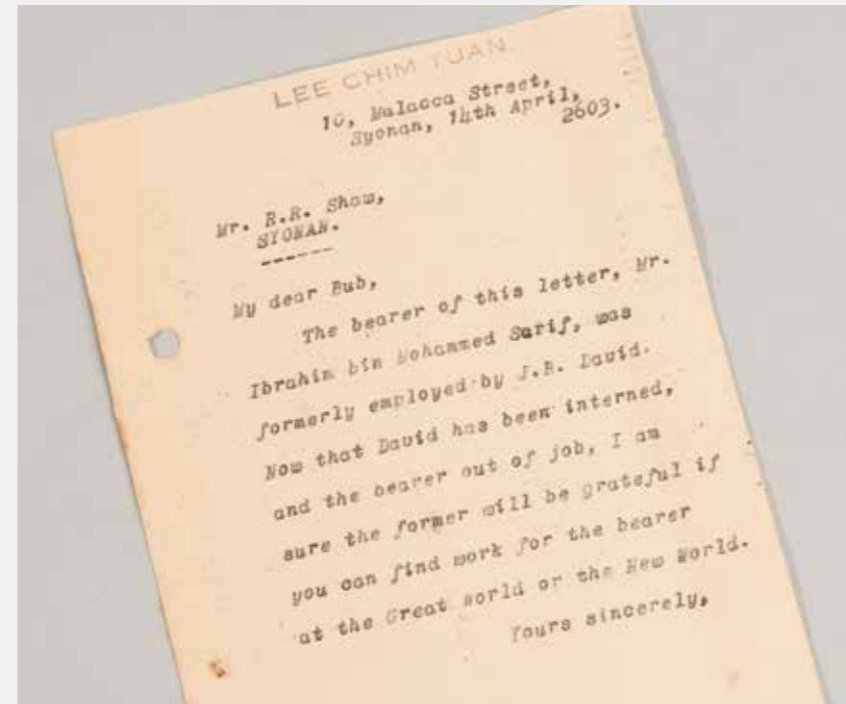 LEE CHIM YUAN.
10, Malacca Street,
Syonan, 14th April,
2603.
Mr. R.R. Shaw,
SYONAN.
------
My dear Bub,
The bearer of this letter, Mr.
Ibrahim bin Mohammed Sarif, was
formerly employed by J.B. David.
Now that David has been interned,
and the bearer out of job, I am
sure the former will be grateful if
you can find work for the bearer
at the Great World or the New World.
Yours sincerely,